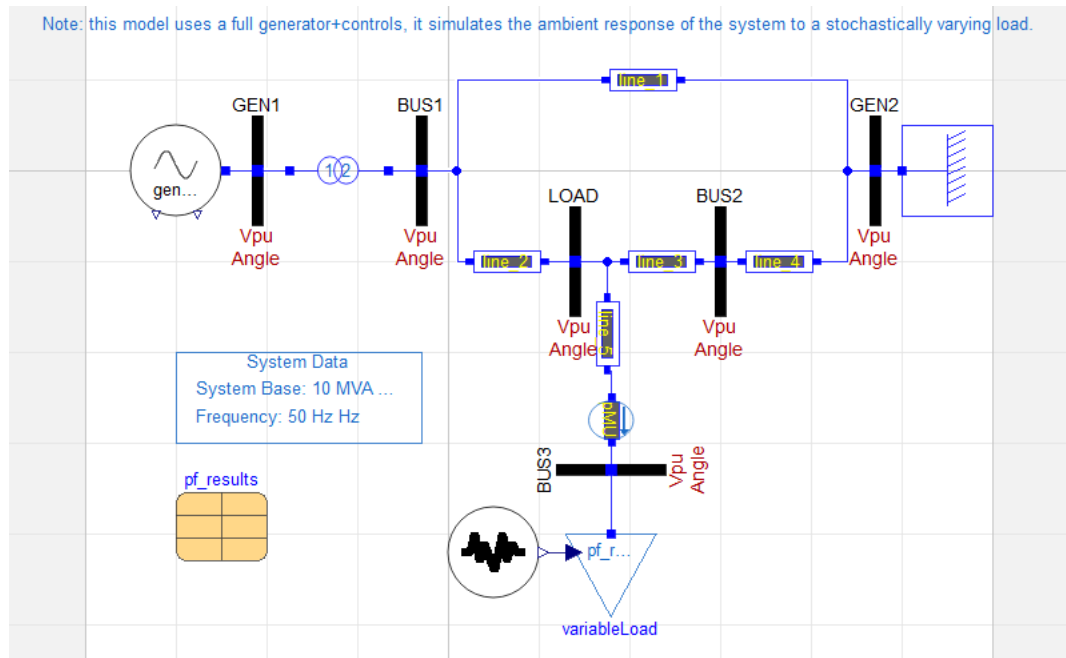 Note: this model uses a full generator+controls, it simulates the ambient response of the system to a stochastically varying load.
line_1
GEN1
BUS1
GEN2
gen...
1 2
Vpu
Angle
Vpu
Angle
Vpu
Angle
LOAD
BUS2
line_2
line_3
line_4
Vpu
Angle
Vpu
Angle
line_5
System Data
System Base: 10 MVA ...
Frequency: 50 Hz Hz
pMU
BUS3
Vpu
Angle
pf_results
pf_r...
variableLoad